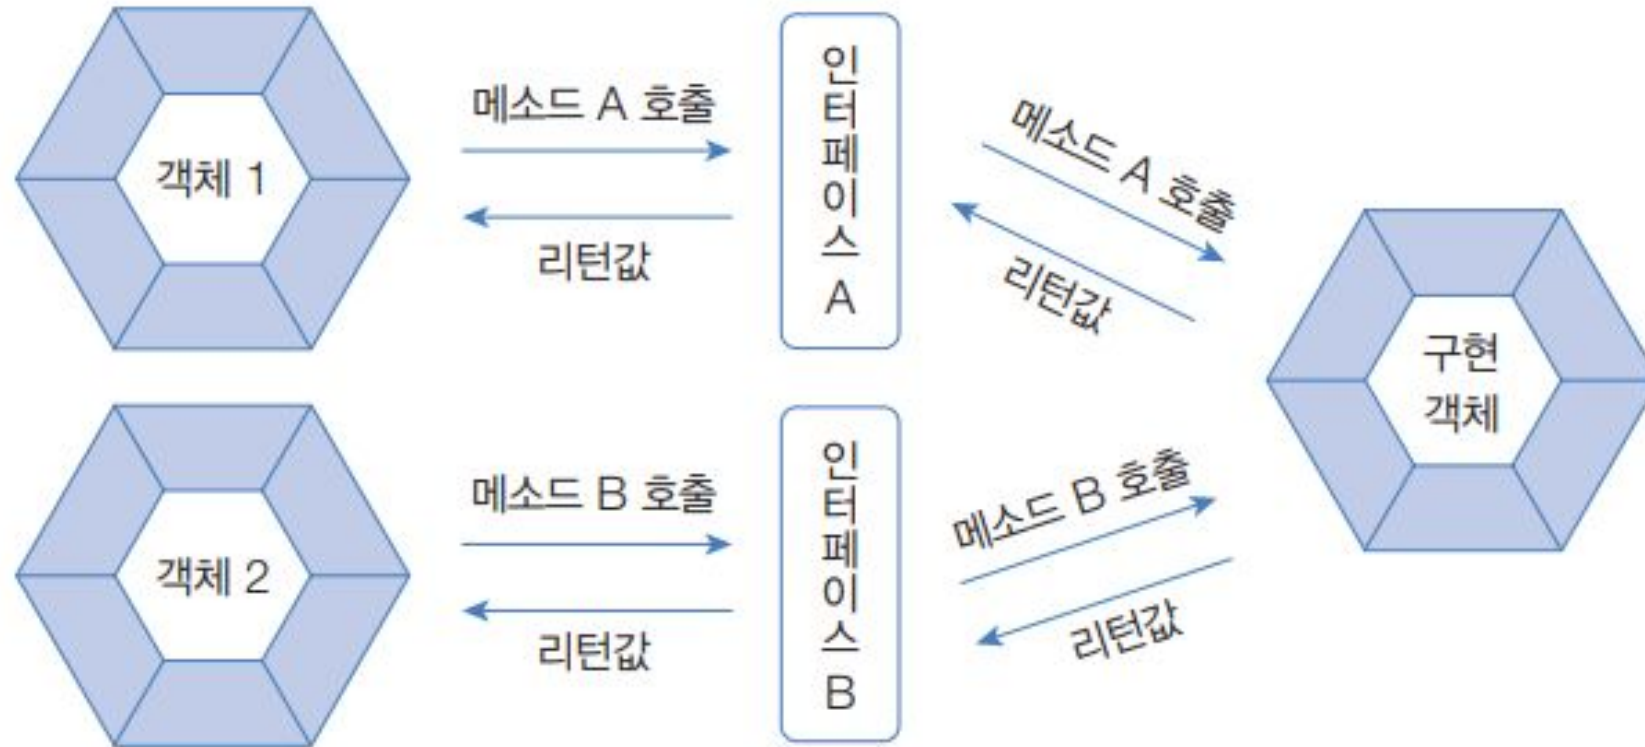 객체 1
메소드 A 호출
리턴값
인터페이스 A
메소드 A 호출
리턴값
구현
객체
객체 2
메소드 B 호출
리턴값
인터페이스 B
메소드 B 호출
리턴값